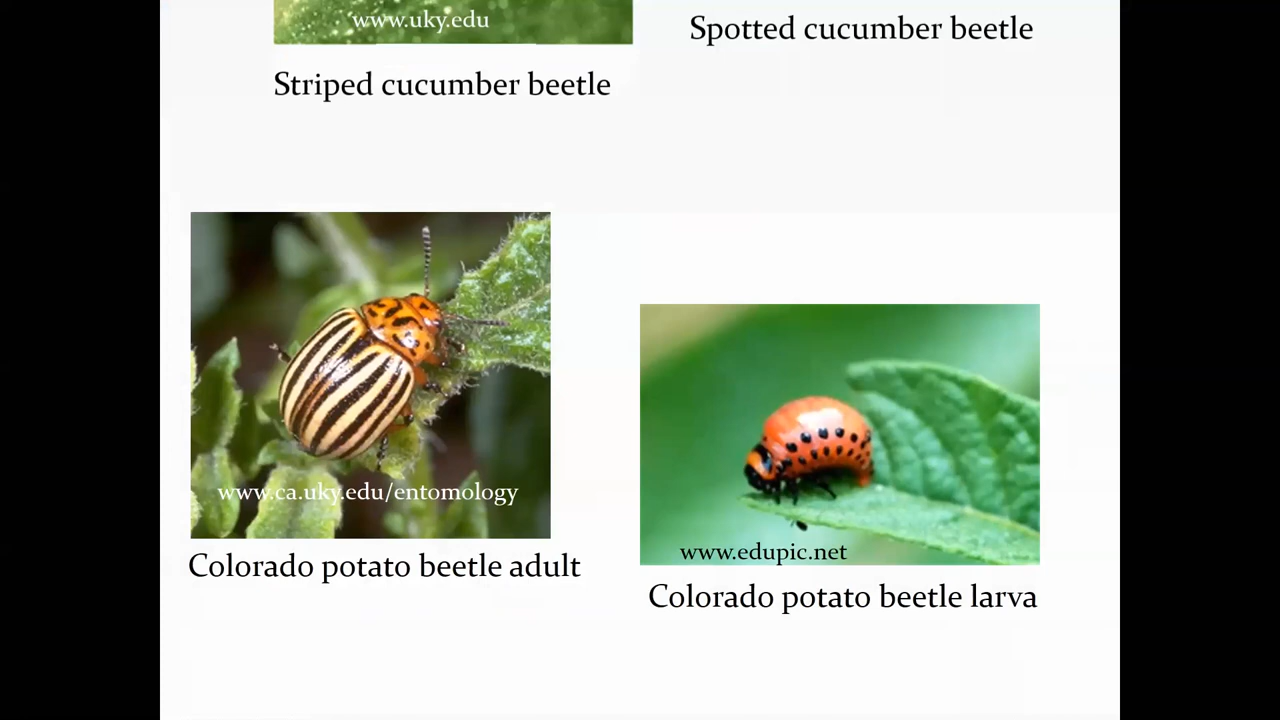 www.uky.edu
Spotted cucumber beetle
Striped cucumber beetle
www.ca.uky.edu/entomology
www.edupic.net
Colorado potato beetle adult
Colorado potato beetle larva